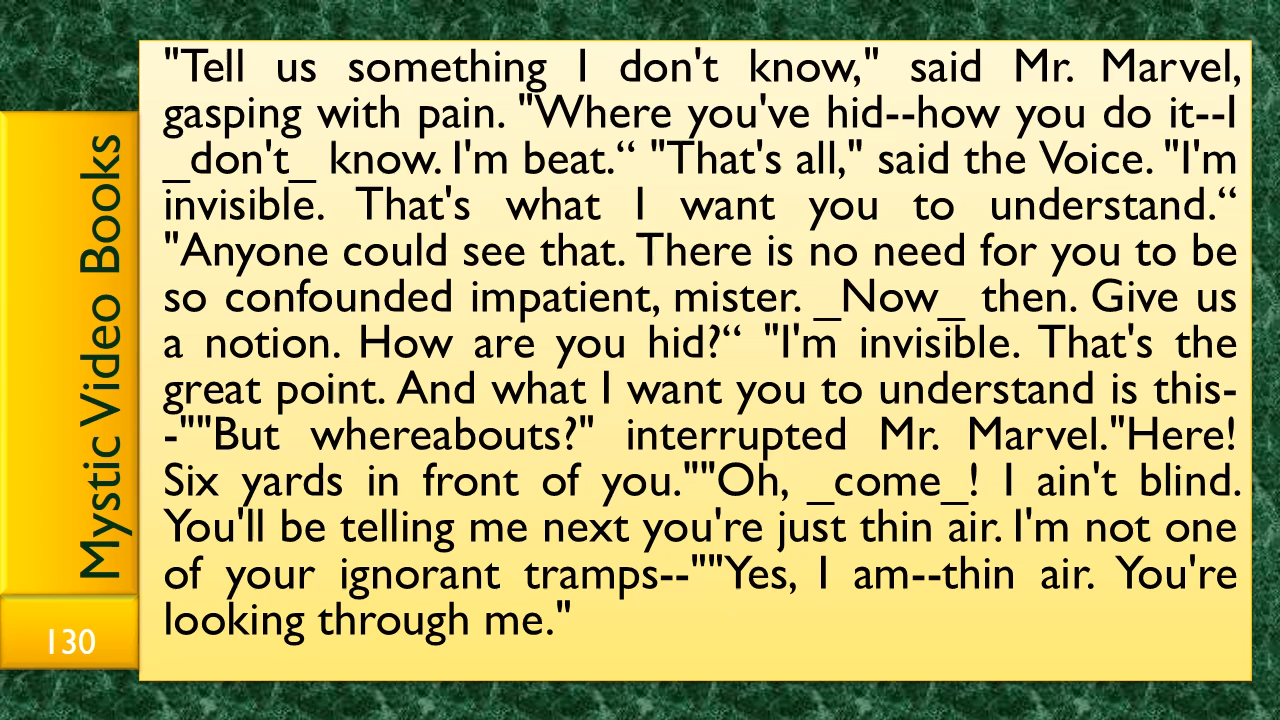 "Tell us something I don't know," said Mr. Marvel,
gasping with pain. "Where you've hid--how you do it--I
_don't_ know. I'm beat.“ "That's all," said the Voice. "I'm
invisible. That's what I want you to understand.“
"Anyone could see that. There is no need for you to be
so confounded impatient, mister. _Now_ then. Give us
a notion. How are you hid?“ "I'm invisible. That's the
great point. And what I want you to understand is this-
-""But whereabouts?" interrupted Mr. Marvel."Here!
Six yards in front of you.""Oh, _come_! I ain't blind.
You'll be telling me next you're just thin air. I'm not one
of your ignorant tramps--""Yes, I am--thin air. You're
looking through me."
Mystic Video Books
130